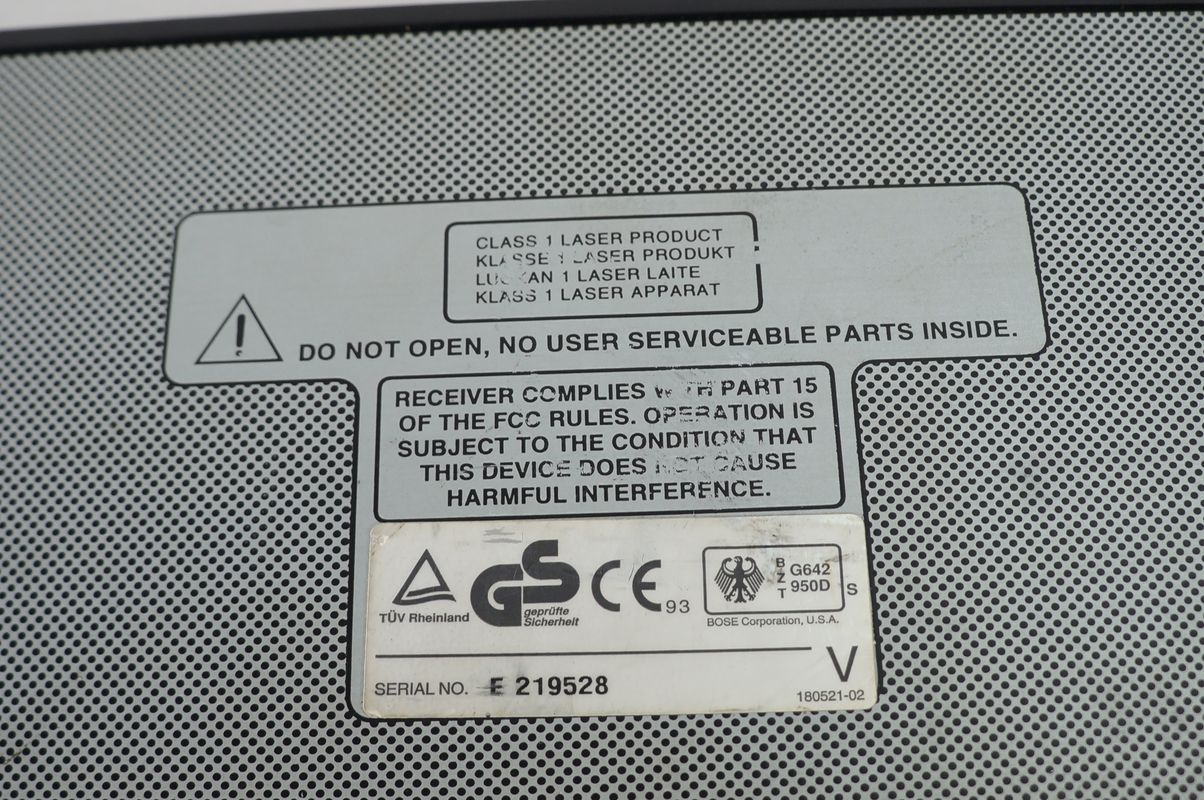 CLASS 1 LASER PRODUCT
KLASSE 1 LASER PRODUKT
LUOKAN 1 LASER LAITE
KLASS 1 LASER APPARAT
DO NOT OPEN, NO USER SERVICEABLE PARTS INSIDE.
RECEIVER COMPLIES WITH PART 15
OF THE FCC RULES. OPERATION IS
SUBJECT TO THE CONDITION THAT
THIS DEVICE DOES NOT CAUSE
HARMFUL INTERFERENCE.
TÜV Rheinland
GS
geprüfte
Sicherheit
CE 93
BZT G642
950D S
BOSE Corporation, U.S.A.
V
SERIAL NO. E 219528
180521-02